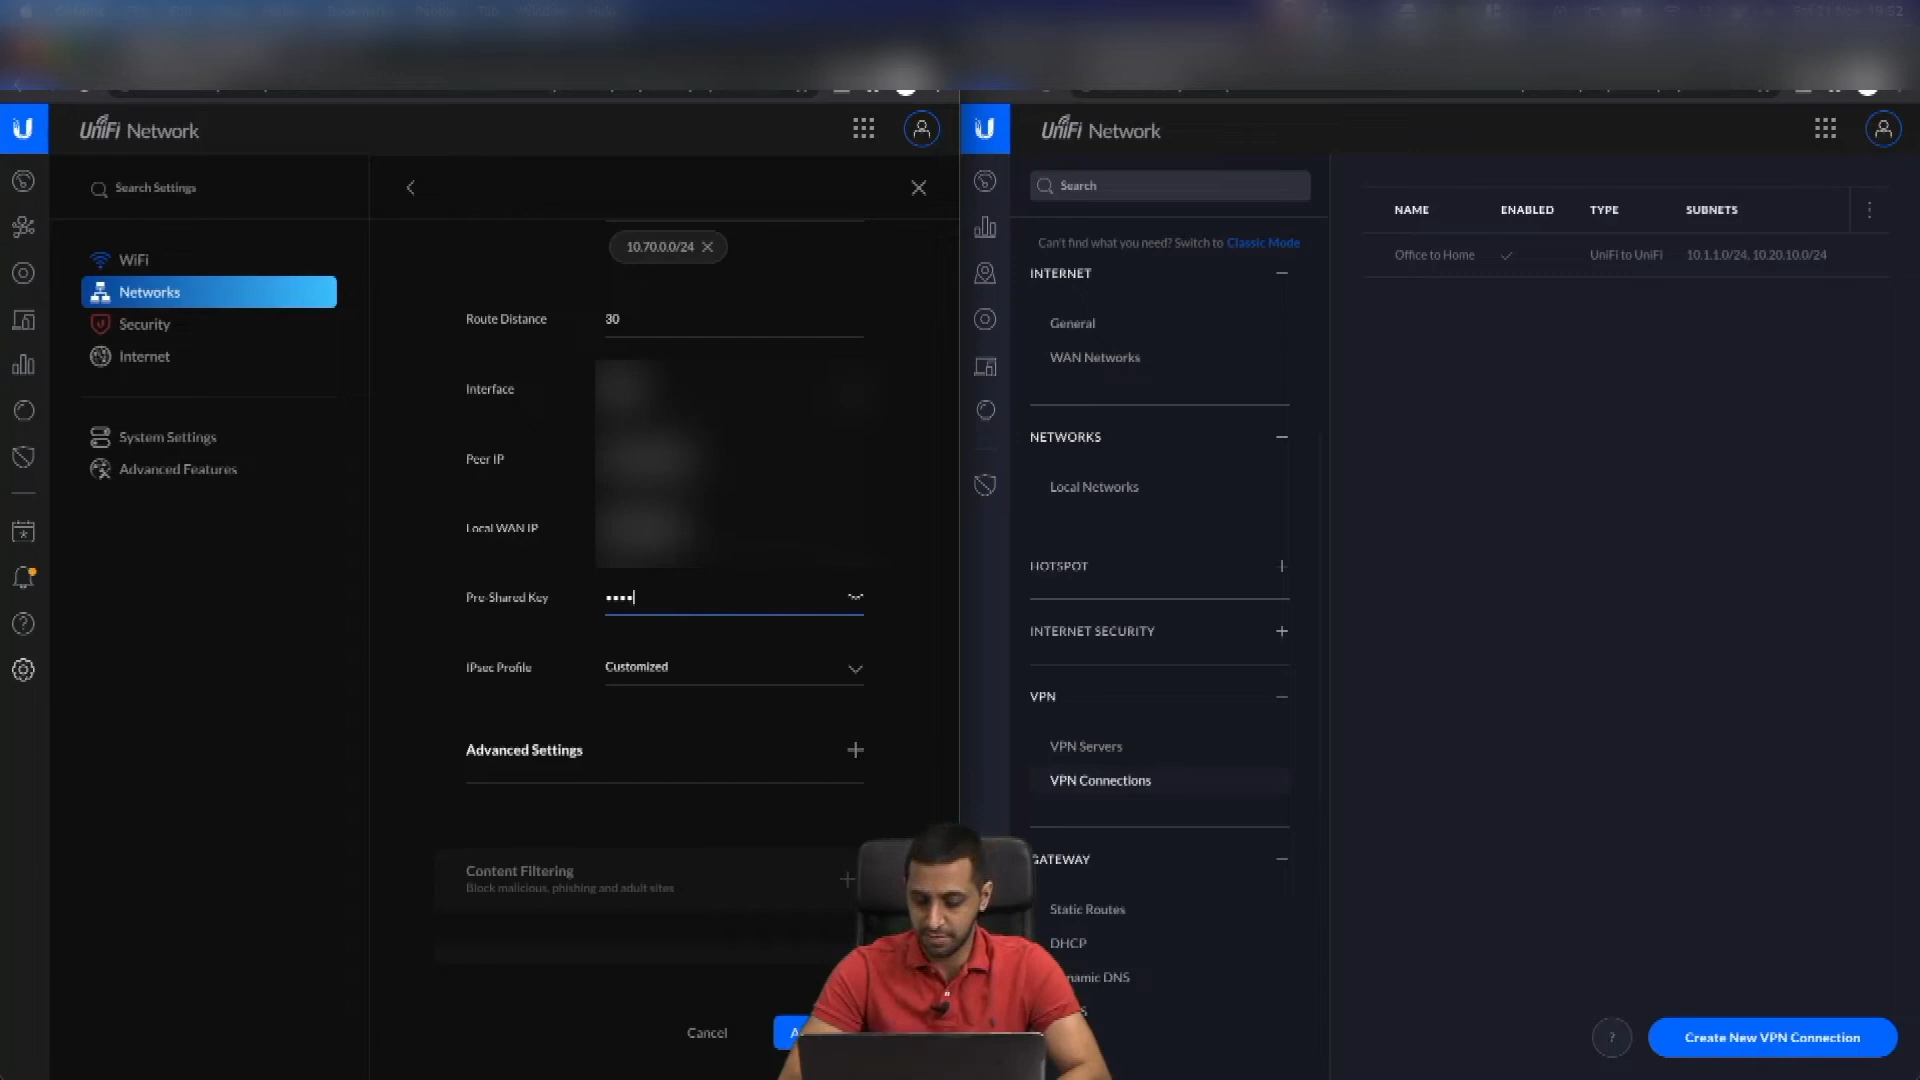 UniFi Network
Search Settings
WiFi
Networks
Security
Internet
System Settings
Advanced Features
10.70.0.0/24
Route Distance
30
Interface
Peer IP
Local WAN IP
Pre-Shared Key
IPsec Profile
Customized
Advanced Settings
Content Filtering
Block malicious, phishing and adult sites
Cancel
UniFi Network
Search
Can't find what you need? Switch to Classic Mode
INTERNET
General
WAN Networks
NETWORKS
Local Networks
HOTSPOT
INTERNET SECURITY
VPN
VPN Servers
VPN Connections
GATEWAY
Static Routes
DHCP
namic DNS
S
NAME ENABLED TYPE SUBNETS
Office to Home UniFi to UniFi 10.1.1.0/24, 10.20.10.0/24
? Create New VPN Connection